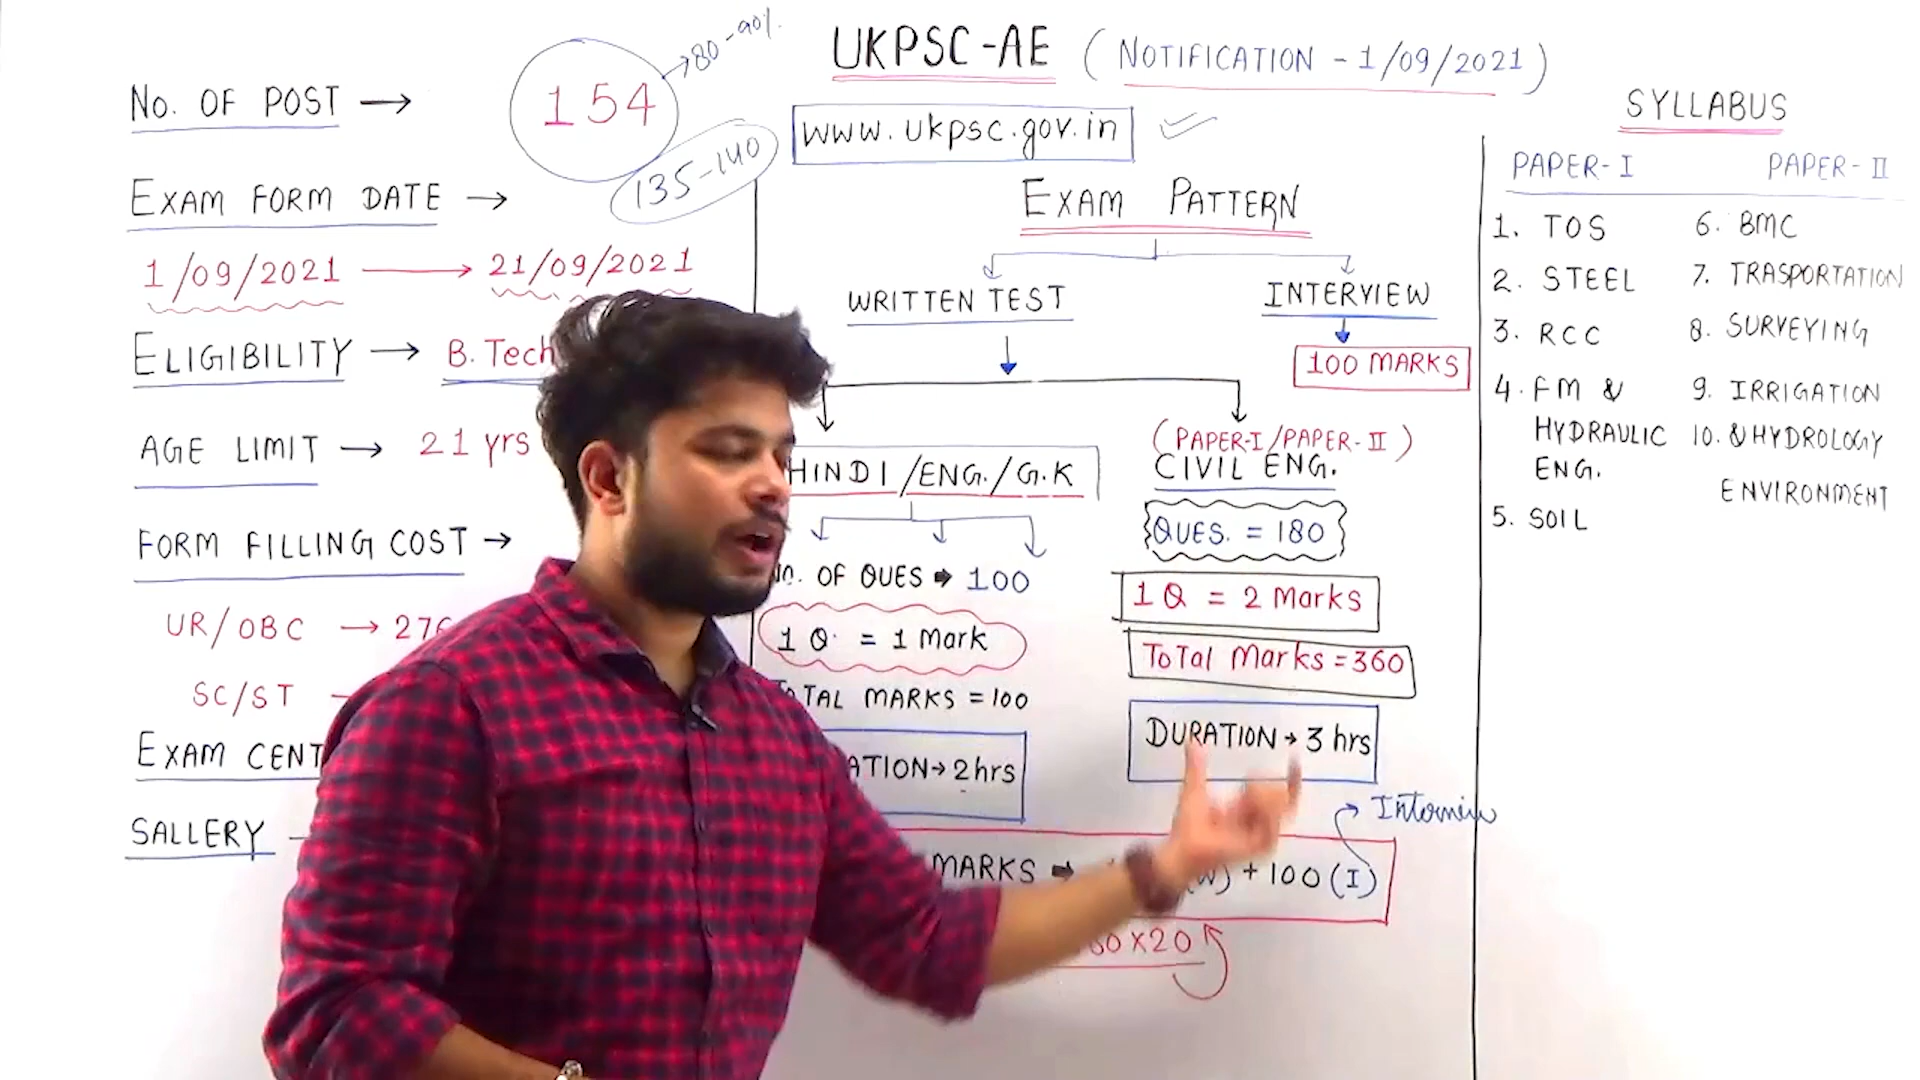 UKPSC-AE (NOTIFICATION - 1/09/2021)
www.ukpsc.gov.in
No. OF POST → 154
→ 80-90%
135-140
EXAM FORM DATE →
1/09/2021 → 21/09/2021
ELIGIBILITY → B.Tech
AGE LIMIT → 21 yrs
FORM FILLING COST →
UR/OBC → 276
SC/ST
EXAM CENT
SALLERY
EXAM PATTERN
WRITTEN TEST
INTERVIEW
100 MARKS
HINDI/ENG./G.K
NO. OF QUES → 100
1 Q. = 1 Mark
TOTAL MARKS = 100
ATION → 2hrs
(PAPER-I/PAPER-II)
CIVIL ENG.
QUES. = 180
1 Q = 2 Marks
ToTal Marks = 360
DURATION → 3 hrs
MARKS → (W) + 100 (I)
60x20
SYLLABUS
PAPER-I
1. TOS
2. STEEL
3. RCC
4. FM &
HYDRAULIC
ENG.
5. SOIL
PAPER-II
6. BMC
7. TRASPORTATION
8. SURVEYING
9. IRRIGATION
10. & HYDROLOGY
ENVIRONMENT